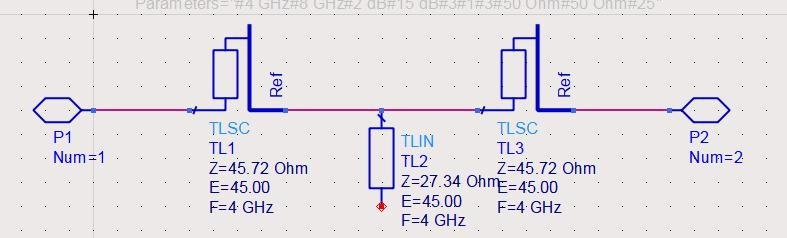 Parameters="#4 GHz#8 GHz#2 dB#15 dB#3#1#3#50 Ohm#50 Ohm#25"
Ref
Ref
P1
Num=1
TLSC
TL1
Z=45.72 Ohm
E=45.00
F=4 GHz
TLIN
TL2
Z=27.34 Ohm
E=45.00
F=4 GHz
TLSC
TL3
Z=45.72 Ohm
E=45.00
F=4 GHz
P2
Num=2